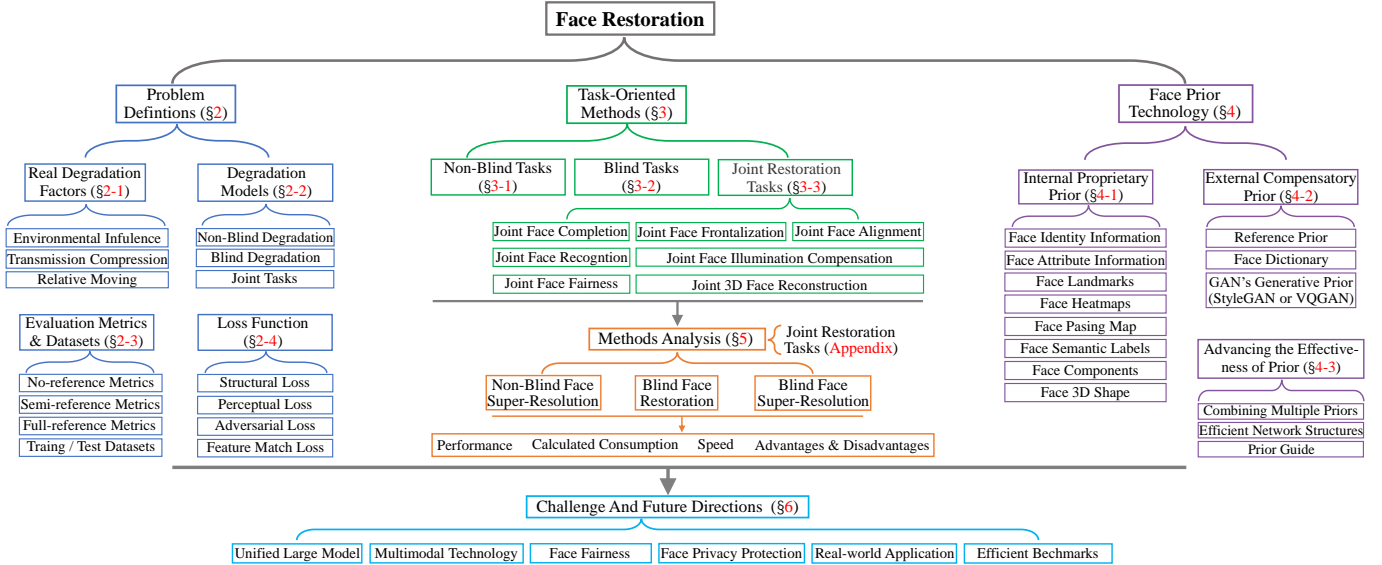 Face Restoration
Problem
Defintions (§2)
Real Degradation
Factors (§2-1)
Environmental Infulence
Transmission Compression
Relative Moving
Degradation
Models (§2-2)
Non-Blind Degradation
Blind Degradation
Joint Tasks
Evaluation Metrics
& Datasets (§2-3)
No-reference Metrics
Semi-reference Metrics
Full-reference Metrics
Traing / Test Datasets
Loss Function
(§2-4)
Structural Loss
Perceptual Loss
Adversarial Loss
Feature Match Loss
Task-Oriented
Methods (§3)
Non-Blind Tasks
(§3-1)
Blind Tasks
(§3-2)
Joint Restoration
Tasks (§3-3)
Joint Face Completion
Joint Face Frontalization
Joint Face Alignment
Joint Face Recogntion
Joint Face Illumination Compensation
Joint Face Fairness
Joint 3D Face Reconstruction
Methods Analysis (§5)
Joint Restoration
Tasks (Appendix)
Non-Blind Face
Super-Resolution
Blind Face
Restoration
Blind Face
Super-Resolution
Performance
Calculated Consumption
Speed
Advantages & Disadvantages
Face Prior
Technology (§4)
Internal Proprietary
Prior (§4-1)
Face Identity Information
Face Attribute Information
Face Landmarks
Face Heatmaps
Face Pasing Map
Face Semantic Labels
Face Components
Face 3D Shape
External Compensatory
Prior (§4-2)
Reference Prior
Face Dictionary
GAN's Generative Prior
(StyleGAN or VQGAN)
Advancing the Effective-
ness of Prior (§4-3)
Combining Multiple Priors
Efficient Network Structures
Prior Guide
Challenge And Future Directions (§6)
Unified Large Model
Multimodal Technology
Face Fairness
Face Privacy Protection
Real-world Application
Efficient Bechmarks